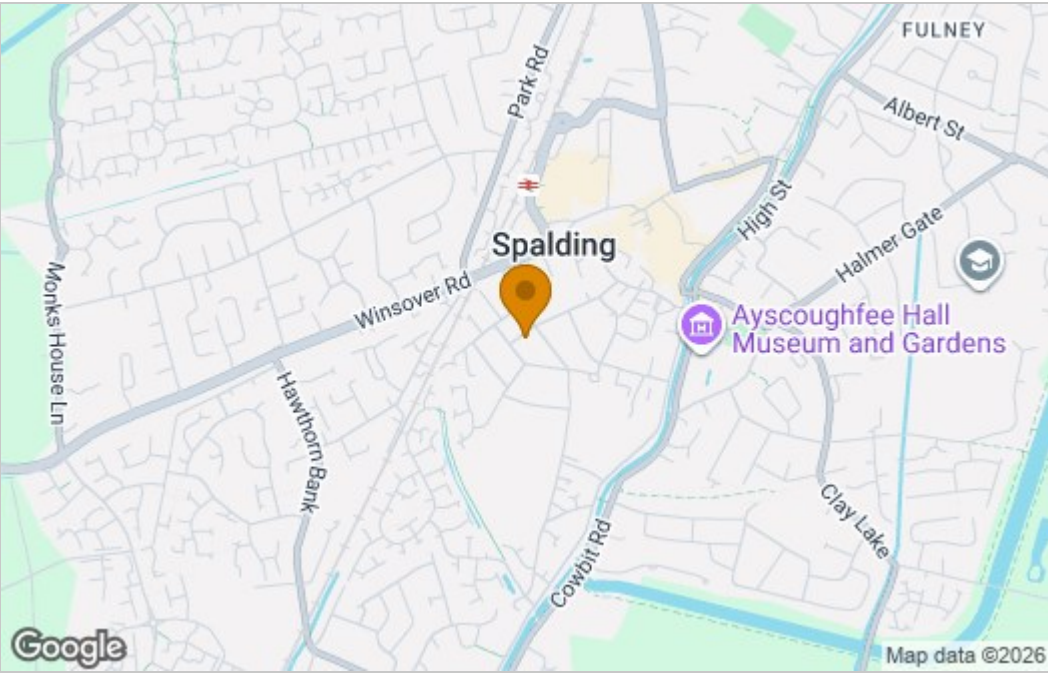 FULNEY
Park Rd
Albert St
High St
Halmer Gate
Spalding
Monks House Ln
Winsover Rd
Ayscoughfee Hall
Museum and Gardens
Hawthorn Bank
Clay Lake
Cowbit Rd
Google
Map data ©2026